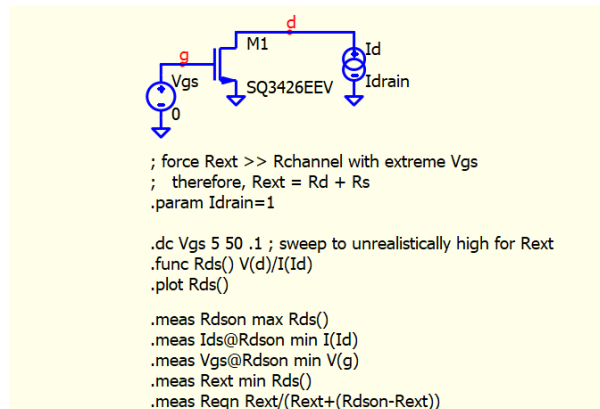 d
M1
g
Id
Vgs
SQ3426EEV
Idrain
0
; force Rext >> Rchannel with extreme Vgs
;   therefore, Rext = Rd + Rs
.param Idrain=1
.dc Vgs 5 50 .1 ; sweep to unrealistically high for Rext
.func Rds() V(d)/I(Id)
.plot Rds()
.meas Rdson max Rds()
.meas Ids@Rdson min I(Id)
.meas Vgs@Rdson min V(g)
.meas Rext min Rds()
.meas Reqn Rext/(Rext+(Rdson-Rext))